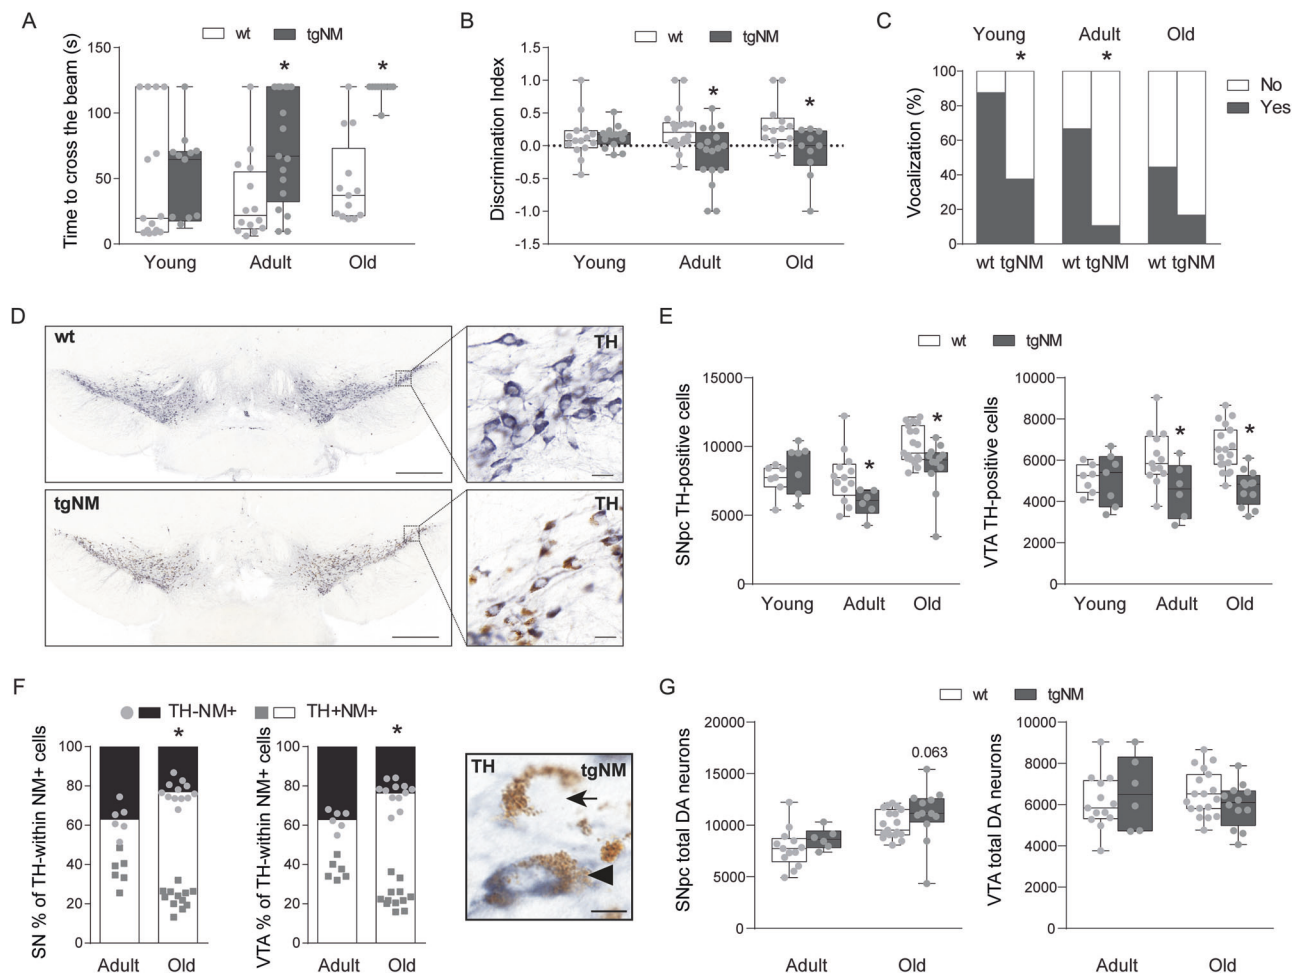 A
wt
tgNM
Time to cross the beam (s)
150
100
50
0
*
*
Young
Adult
Old
B
wt
tgNM
Discrimination Index
1.5
1.0
0.5
0.0
-0.5
-1.0
-1.5
*
*
Young
Adult
Old
C
Young
Adult
Old
*
*
No
Yes
Vocalization (%)
100
80
60
40
20
0
wt tgNM
wt tgNM
wt tgNM
D
wt
TH
tgNM
TH
E
wt
tgNM
SNpc TH-positive cells
15000
10000
5000
0
*
*
Young
Adult
Old
VTA TH-positive cells
10000
8000
6000
4000
2000
0
*
*
Young
Adult
Old
F
TH-NM+
TH+NM+
SN % of TH-within NM+ cells
100
80
60
40
20
0
*
Adult
Old
VTA % of TH-within NM+ cells
100
80
60
40
20
0
*
Adult
Old
TH
tgNM
G
wt
tgNM
SNpc total DA neurons
20000
15000
10000
5000
0
0.063
Adult
Old
VTA total DA neurons
10000
8000
6000
4000
2000
0
Adult
Old